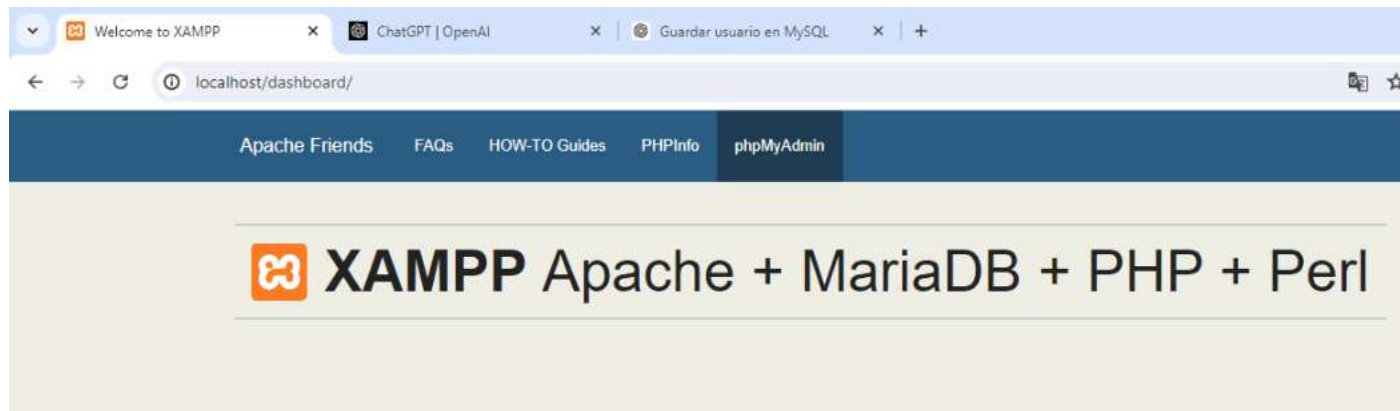 Welcome to XAMPP
ChatGPT | OpenAI
Guardar usuario en MySQL
localhost/dashboard/
Apache Friends FAQs HOW-TO Guides PHPInfo phpMyAdmin
XAMPP Apache + MariaDB + PHP + Perl